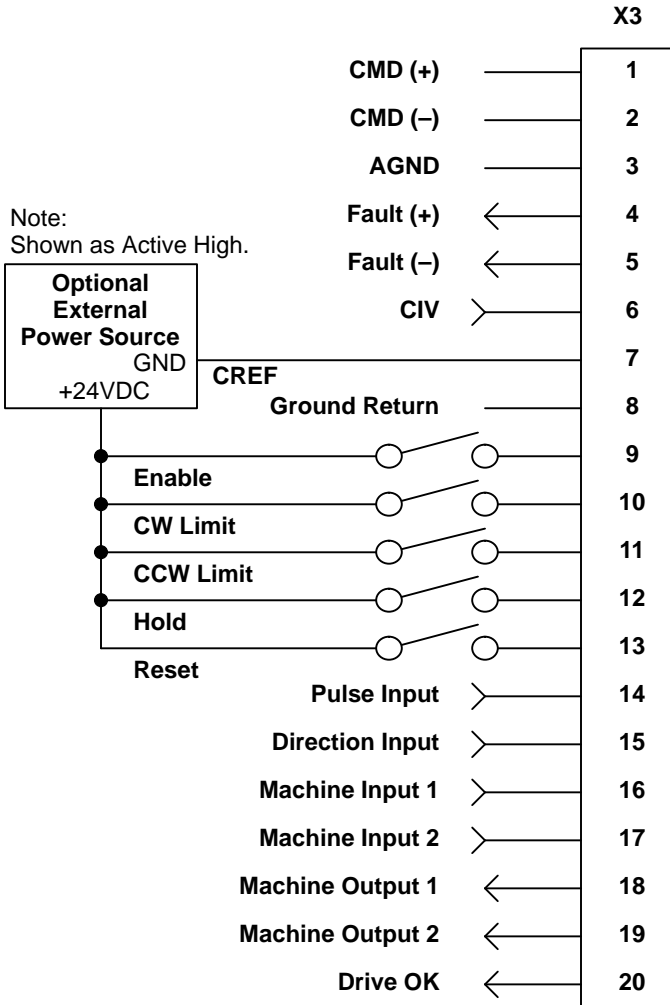 X3
CMD (+) 1
CMD (–) 2
AGND 3
Note:
Shown as Active High.
Fault (+) 4
Fault (–) 5
Optional
External
Power Source
GND
+24VDC
CIV 6
CREF 7
Ground Return 8
Enable 9
CW Limit 10
CCW Limit 11
Hold 12
Reset 13
Pulse Input 14
Direction Input 15
Machine Input 1 16
Machine Input 2 17
Machine Output 1 18
Machine Output 2 19
Drive OK 20